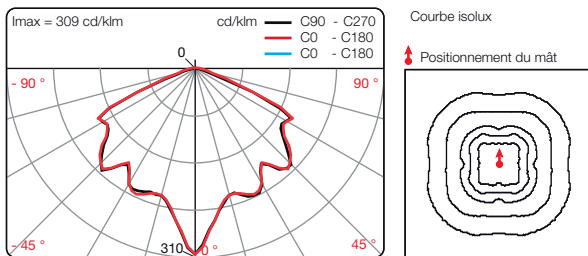 Imax = 309 cd/klm
cd/klm
C90 - C270
C0 - C180
C0 - C180
0
- 90 °
90 °
- 45 °
310
0 °
45 °
Courbe isolux
Positionnement du mât